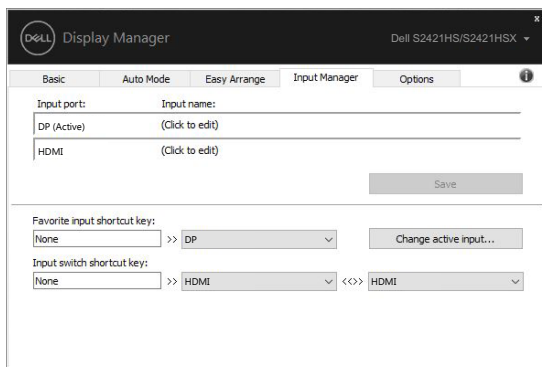 x
DELL Display Manager
Dell S2421HS/S2421HSX
Basic Auto Mode Easy Arrange Input Manager Options i
Input port: Input name:
DP (Active) (Click to edit)
HDMI (Click to edit)
Save
Favorite input shortcut key:
None >> DP Change active input...
Input switch shortcut key:
None >> HDMI <<>> HDMI